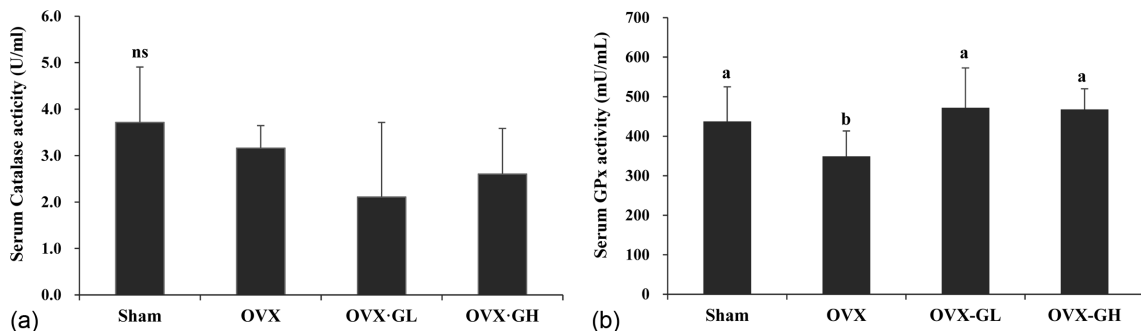 Serum Catalase acticity (U/ml)
6.0
5.0
4.0
3.0
2.0
1.0
0.0
ns
Sham
OVX
OVX·GL
OVX·GH
(a)
Serum GPx activity (mU/mL)
700
600
500
400
300
200
100
0
a
b
a
a
Sham
OVX
OVX-GL
OVX-GH
(b)